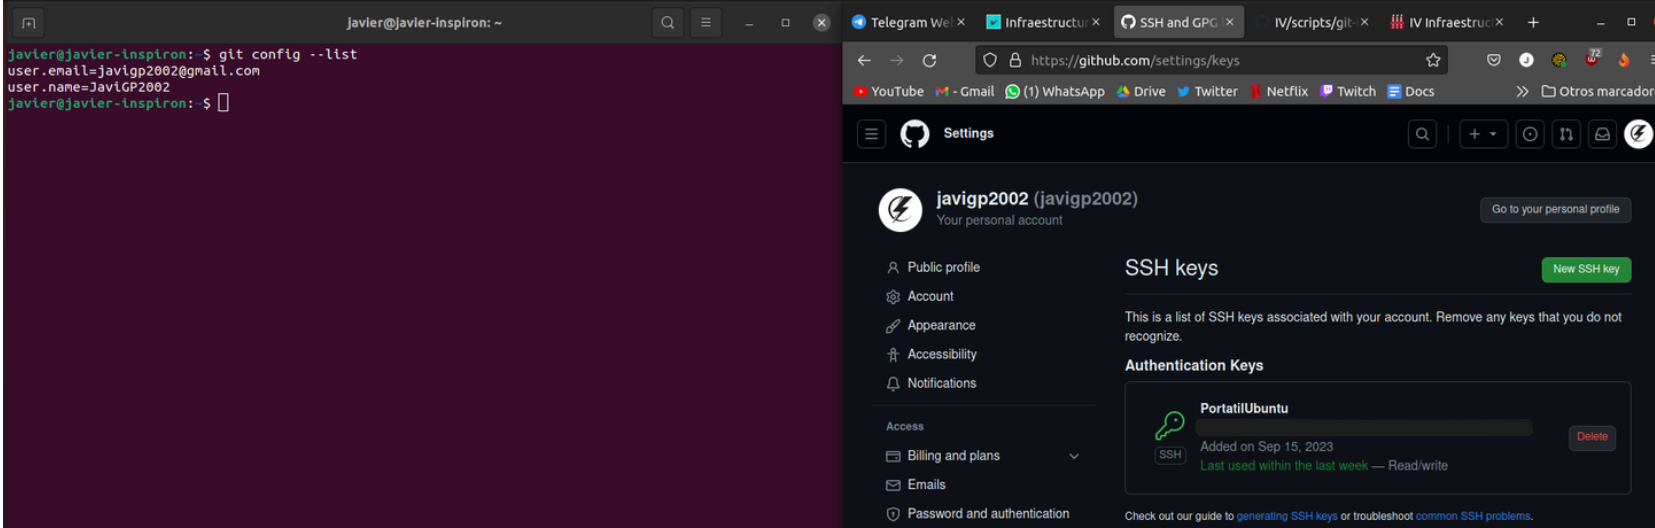 javier@javier-inspiron: ~
javier@javier-inspiron:~$ git config --list
user.email=javigp2002@gmail.com
user.name=JaviGP2002
javier@javier-inspiron:~$
Telegram We
Infraestructur
SSH and GPG
IV/scripts/git-
IV Infraestruc
https://github.com/settings/keys
72
YouTube
M - Gmail
(1) WhatsApp
Drive
Twitter
Netflix
Twitch
Docs
Otros marcador
Settings
javigp2002 (javigp2002)
Your personal account
Go to your personal profile
Public profile
Account
Appearance
Accessibility
Notifications
Access
Billing and plans
Emails
Password and authentication
SSH keys
New SSH key
This is a list of SSH keys associated with your account. Remove any keys that you do not
recognize.
Authentication Keys
PortatilUbuntu
SSH
Added on Sep 15, 2023
Last used within the last week — Read/write
Delete
Check out our guide to generating SSH keys or troubleshoot common SSH problems.